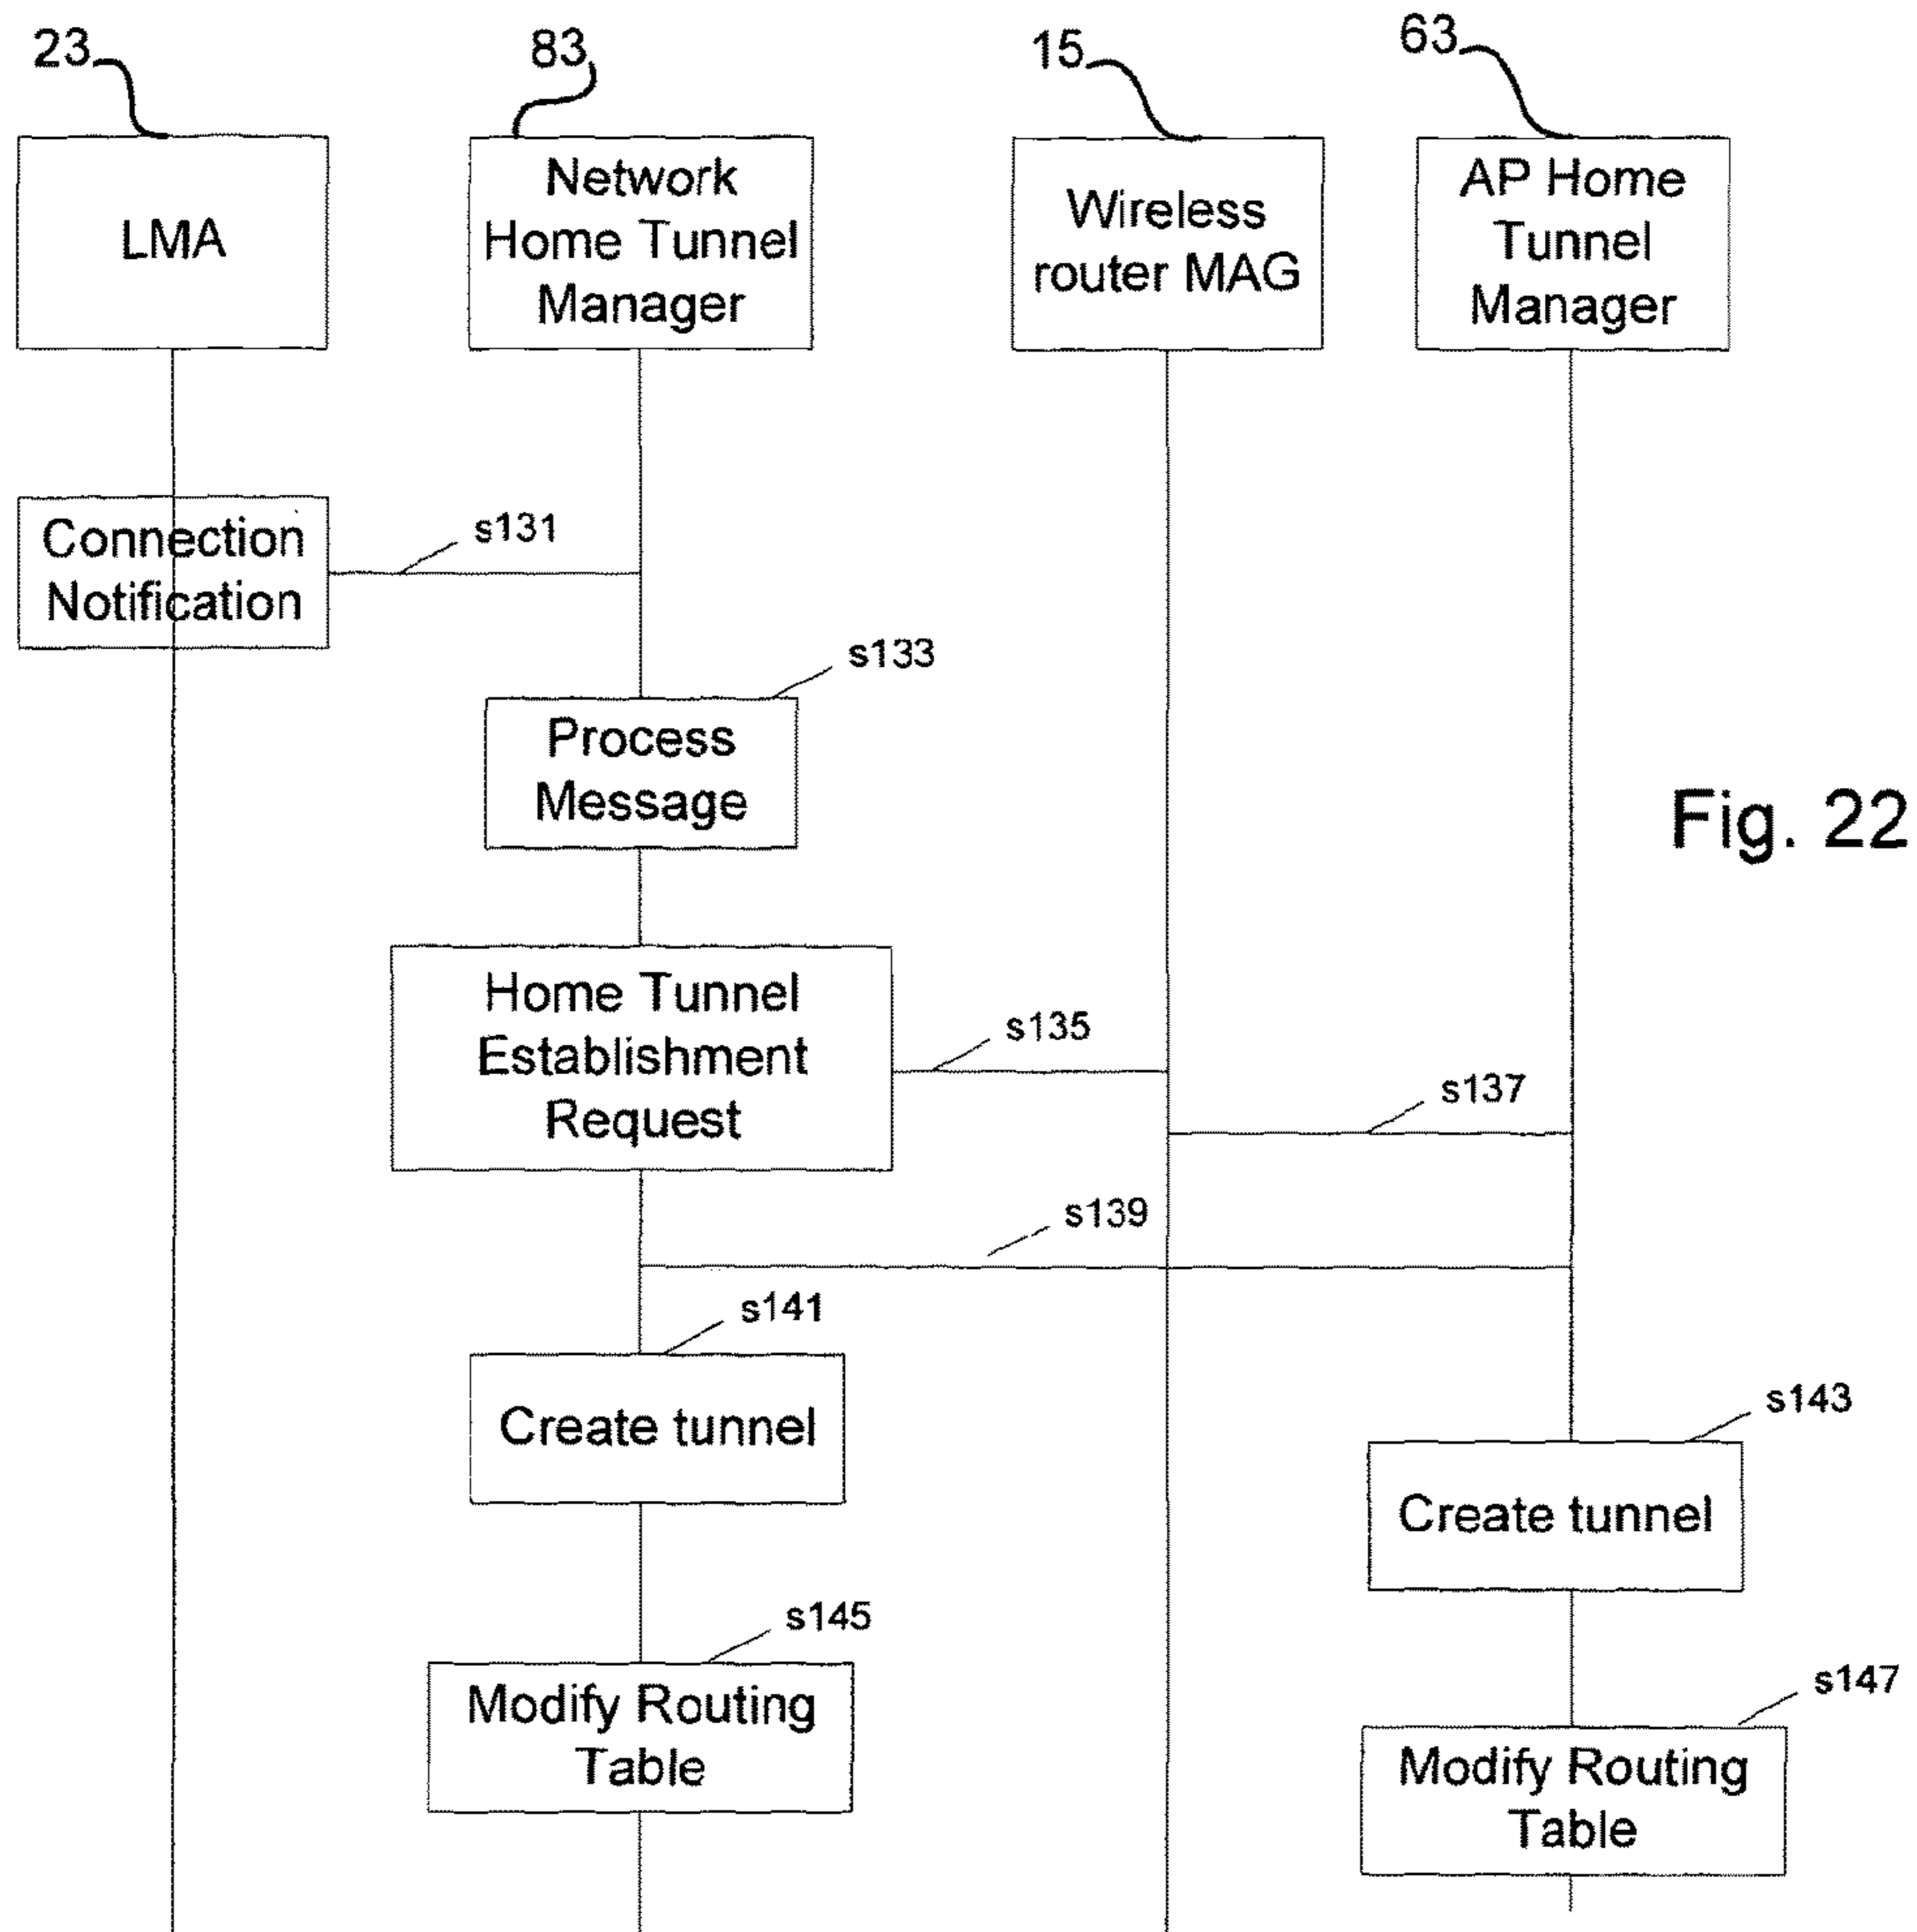 23
83
15
63
LMA
Network
Home Tunnel
Manager
Wireless
router MAG
AP Home
Tunnel
Manager
Connection
Notification
s131
s133
Process
Message
Fig. 22
Home Tunnel
Establishment
Request
s135
s137
s139
s141
Create tunnel
s143
Create tunnel
s145
Modify Routing
Table
s147
Modify Routing
Table